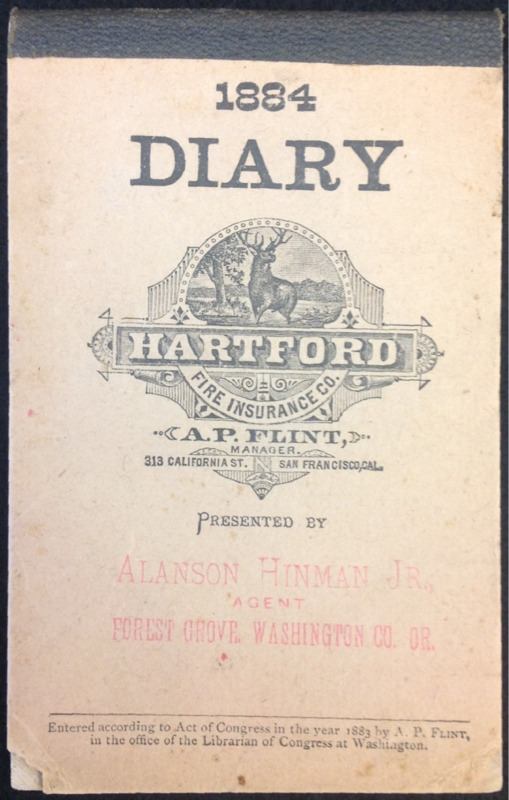 1884
DIARY
HARTFORD
FIRE INSURANCE CO.
A.P. FLINT,
MANAGER.
313 CALIFORNIA ST. SAN FRANCISCO, CAL.
PRESENTED BY
ALANSON HINMAN JR.,
AGENT
FOREST GROVE, WASHINGTON CO. OR.
Entered according to Act of Congress in the year 1883 by A. P. FLINT,
in the office of the Librarian of Congress at Washington.